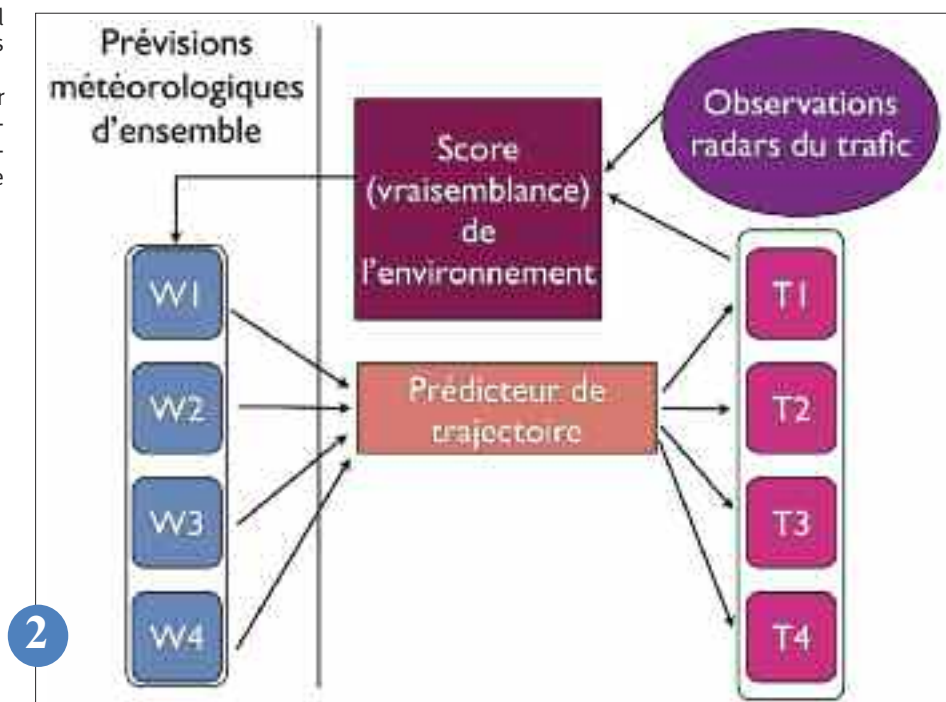 Prévisions
météorologiques
d'ensemble
Score
(vraisemblance)
de
l'environnement
Observations
radars du trafic
W1
W2
W3
W4
Prédicteur de
trajectoire
T1
T2
T3
T4
2